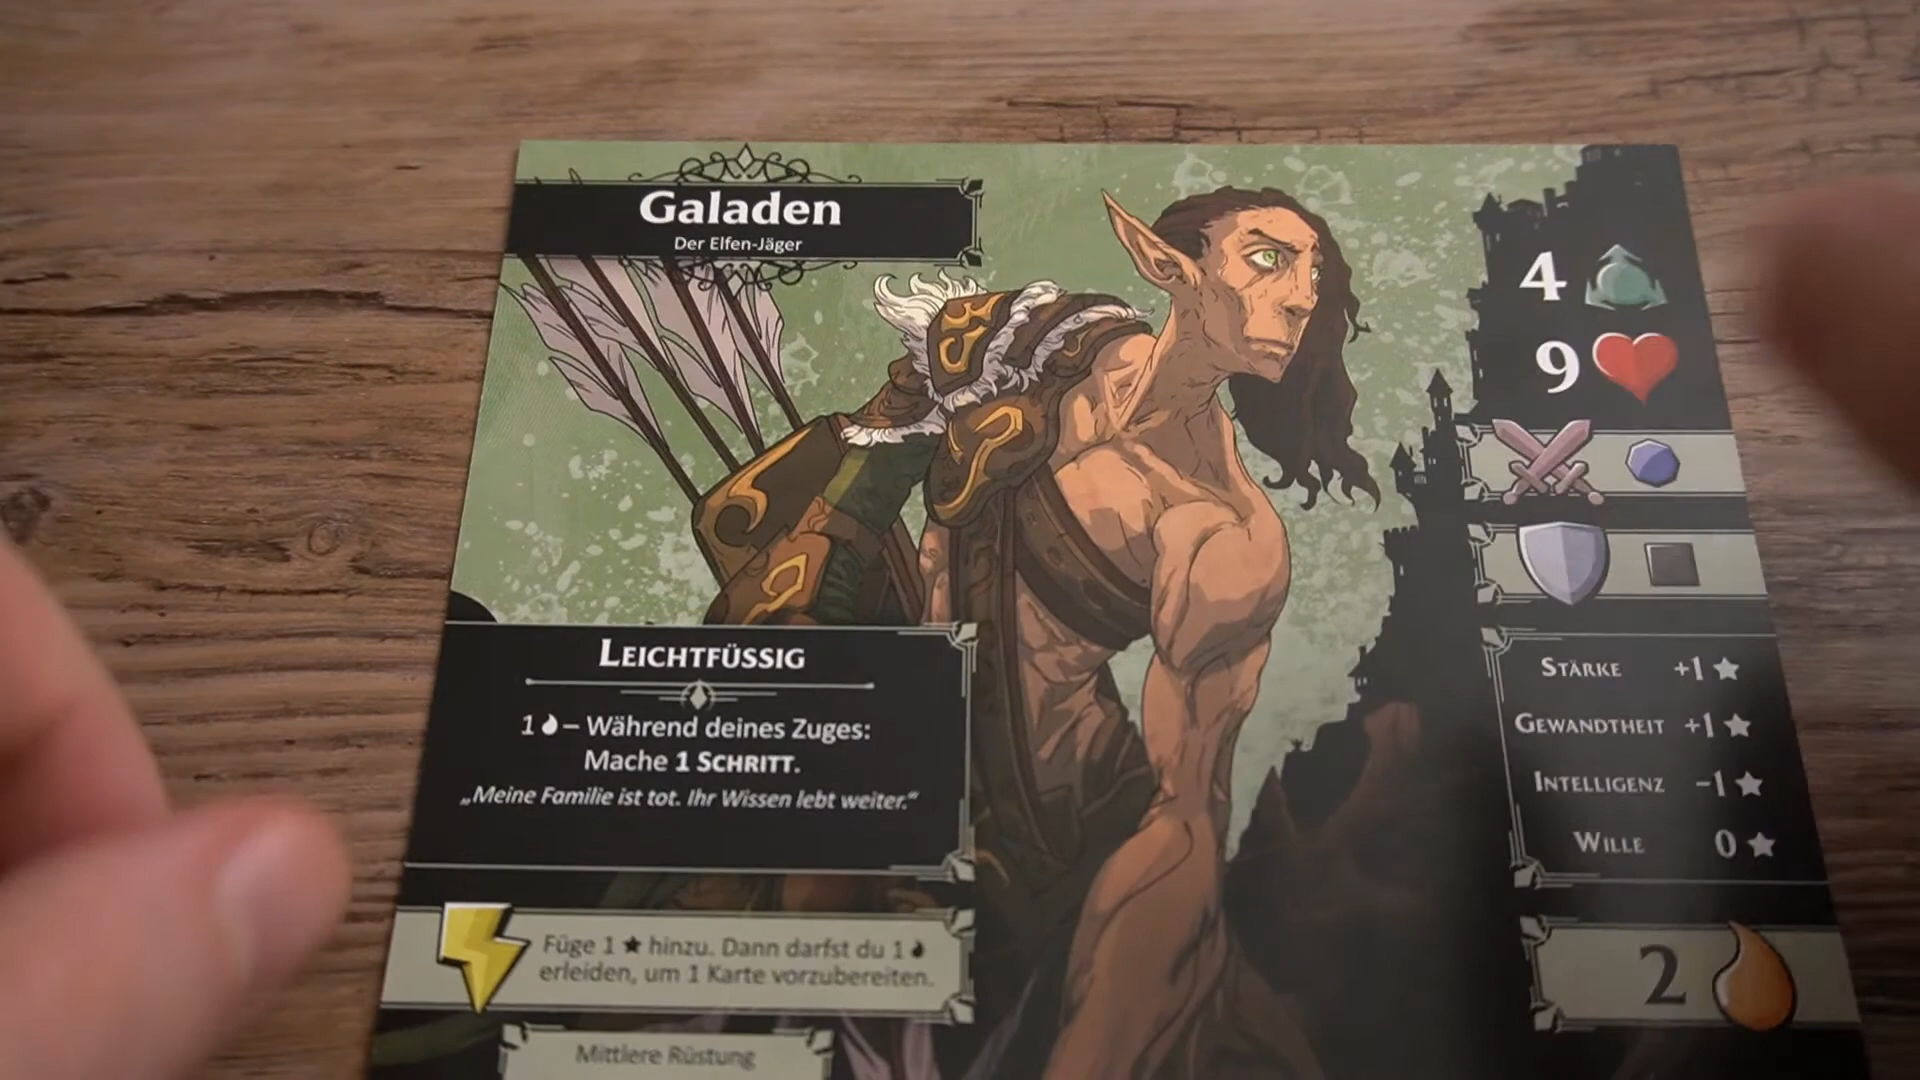 Galaden
Der Elfen-Jäger
4
9
LEICHTFÜSSIG
1 – Während deines Zuges:
Mache 1 SCHRITT.
„Meine Familie ist tot. Ihr Wissen lebt weiter.“
STÄRKE +1
GEWANDTHEIT +1
INTELLIGENZ -1
WILLE 0
Füge 1 ★ hinzu. Dann darfst du 1
erleiden, um 1 Karte vorzubereiten.
2
Mittlere Rüstung